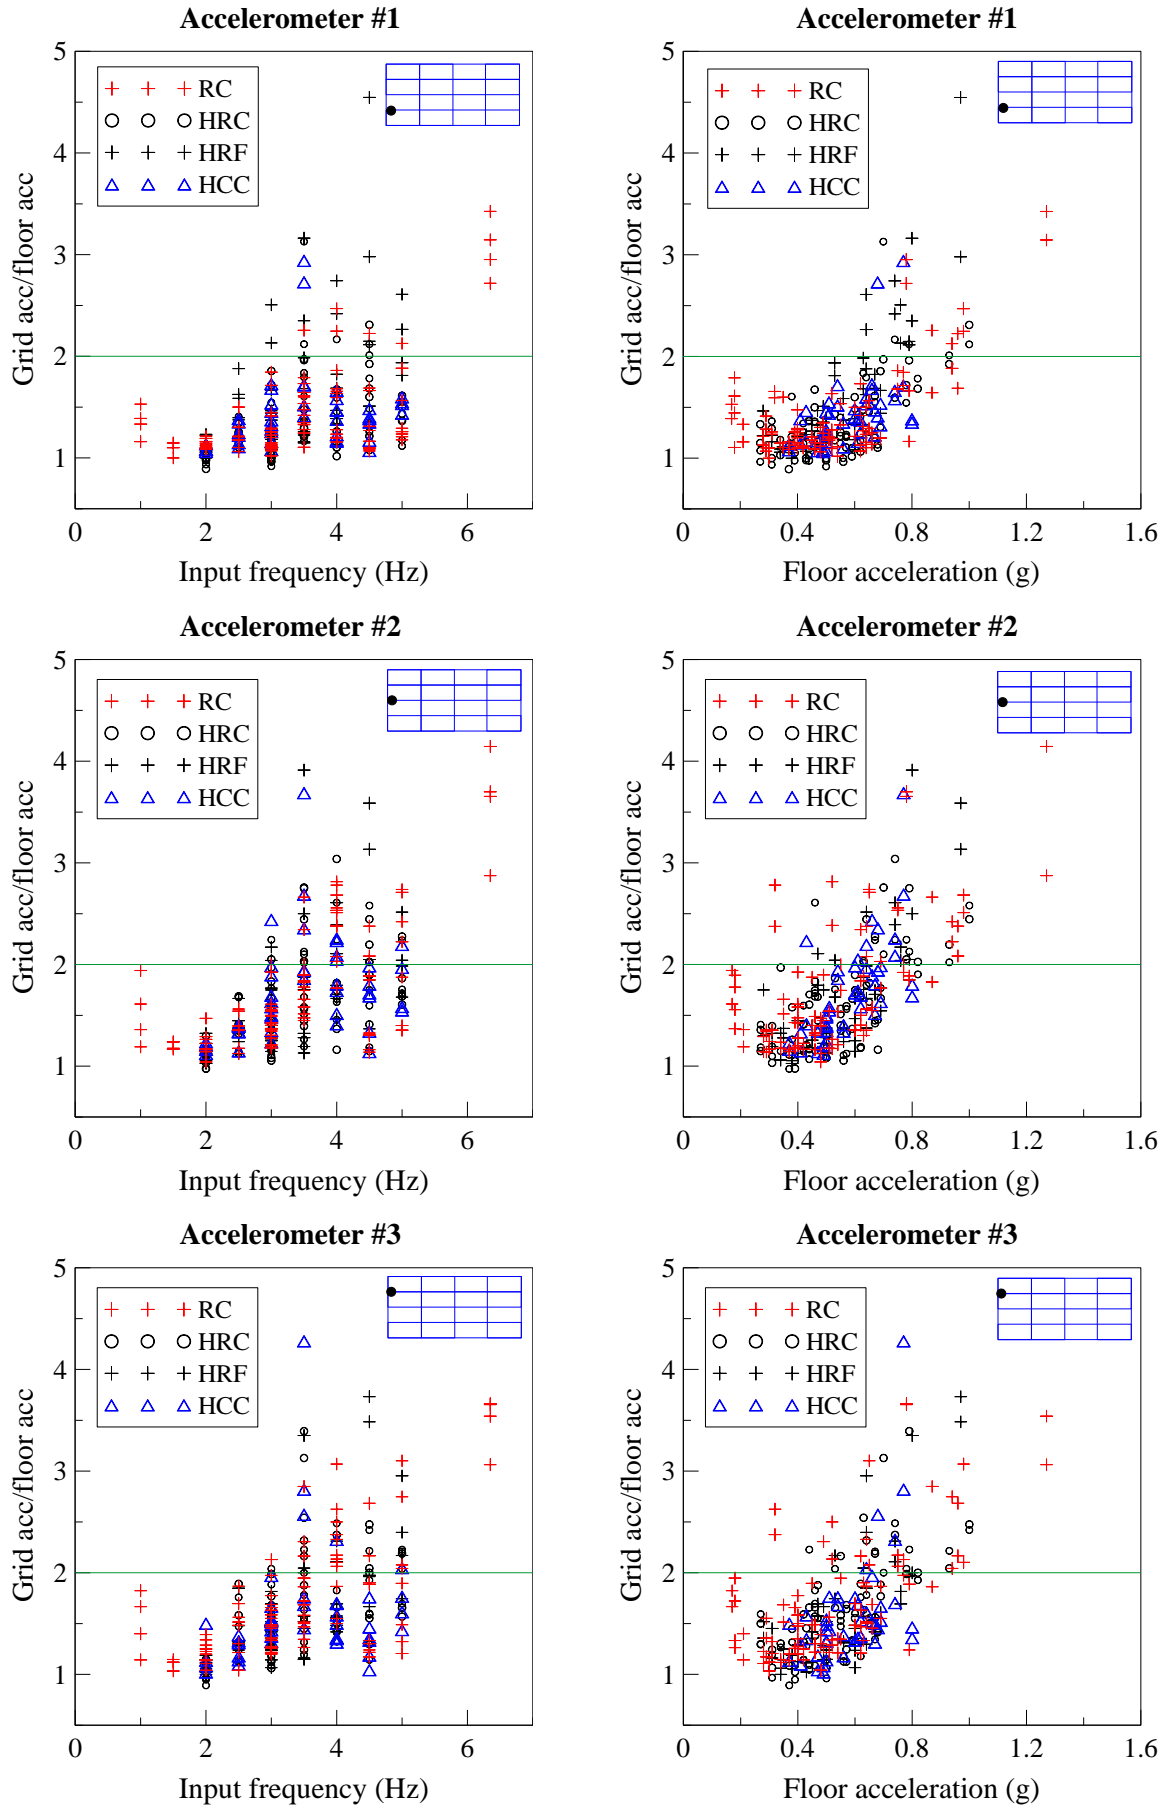 Accelerometer #1
5
4
3
2
1
0
2
4
6
Grid acc/floor acc
Input frequency (Hz)
RC
HRC
HRF
HCC
Accelerometer #1
5
4
3
2
1
0
0.4
0.8
1.2
1.6
Grid acc/floor acc
Floor acceleration (g)
RC
HRC
HRF
HCC
Accelerometer #2
5
4
3
2
1
0
2
4
6
Grid acc/floor acc
Input frequency (Hz)
RC
HRC
HRF
HCC
Accelerometer #2
5
4
3
2
1
0
0.4
0.8
1.2
1.6
Grid acc/floor acc
Floor acceleration (g)
RC
HRC
HRF
HCC
Accelerometer #3
5
4
3
2
1
0
2
4
6
Grid acc/floor acc
Input frequency (Hz)
RC
HRC
HRF
HCC
Accelerometer #3
5
4
3
2
1
0
0.4
0.8
1.2
1.6
Grid acc/floor acc
Floor acceleration (g)
RC
HRC
HRF
HCC